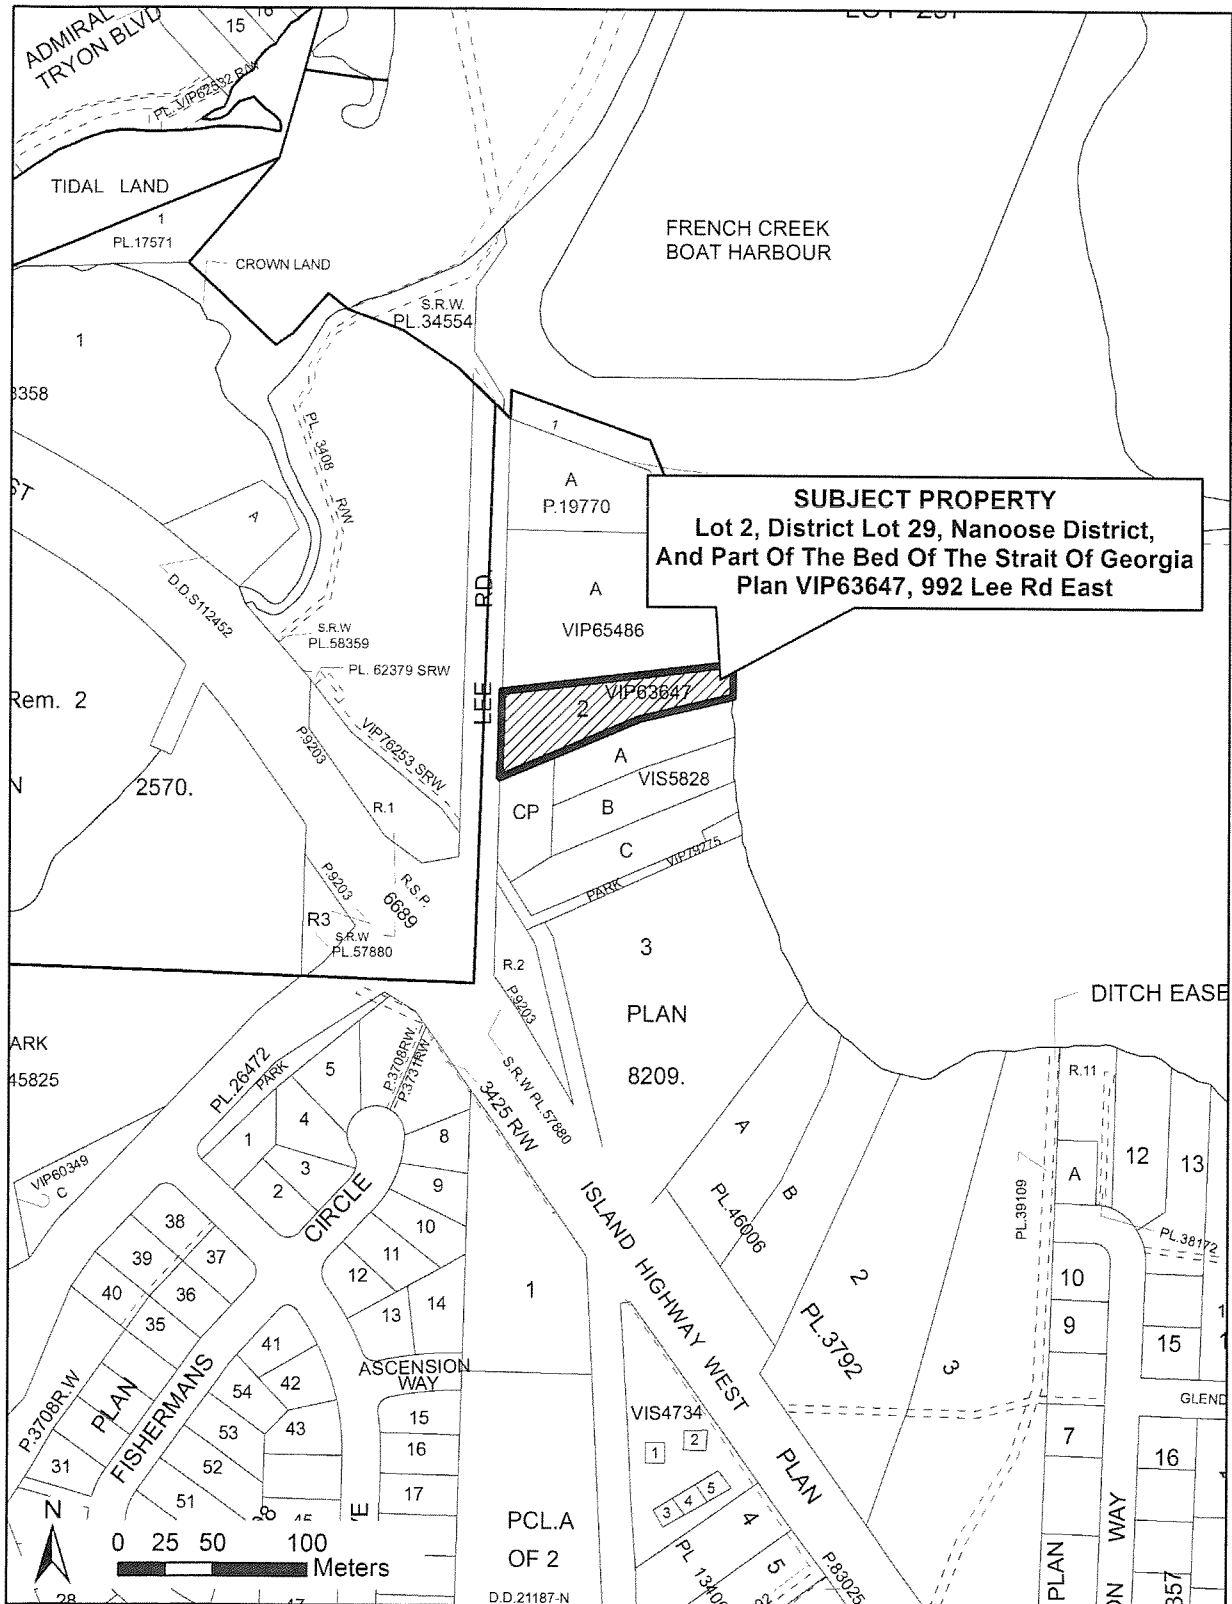 ADMIRAL
TRYON BLVD
15
PL. VIP62532 R/W
TIDAL LAND
1
PL.17571
CROWN LAND
FRENCH CREEK
BOAT HARBOUR
S.R.W.
PL.34554
1
3358
PL. 3408 R/W
ST
A
D.D.S112452
S.R.W
PL.58359
PL. 62379 SRW
VIP76253 SRW
1
A
P.19770
SUBJECT PROPERTY
Lot 2, District Lot 29, Nanoose District,
And Part Of The Bed Of The Strait Of Georgia
Plan VIP63647, 992 Lee Rd East
A
VIP65486
LEE RD.
VIP63647
2
A
VIS5828
CP
B
C
PARK VIP79275
Rem. 2
N
2570.
P.9203
R.1
P.9203
R.S.P.
6689
R3
S.R.W
PL.57880
R.2
P.9203
3
PLAN
8209.
DITCH EASE
ARK
45825
PL.26472
PARK
5
4
1
3
2
P.3708RW.
P.3731RW
3425 R/W
S.R.W PL.57880
8
9
10
11
12
13
14
CIRCLE
VIP60349
C
38
39
37
40
36
35
41
42
54
43
53
52
51
31
P.3708R.W
PLAN
FISHERMANS
ASCENSION
WAY
15
16
17
1
ISLAND HIGHWAY WEST
PLAN
A
B
PL.46006
2
PL.3792
3
R.11
A
12
13
PL.39109
PL.38172
10
9
15
7
16
GLEND
PLAN
WAY
ON
357
VIS4734
1
2
3
4
5
4
5
PL 13406
P.83025
PCL.A
OF 2
D.D.21187-N
N
0 25 50 100
Meters
45
47
28